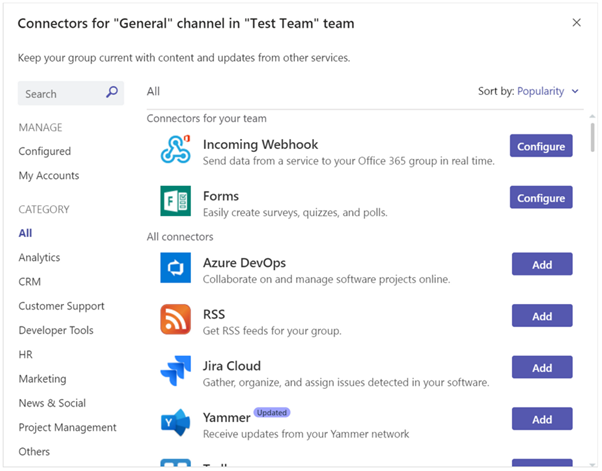 Connectors for "General" channel in "Test Team" team
Keep your group current with content and updates from other services.
Search
MANAGE
Configured
My Accounts
CATEGORY
All
Analytics
CRM
Customer Support
Developer Tools
HR
Marketing
News & Social
Project Management
Others
All
Sort by: Popularity
Connectors for your team
Incoming Webhook
Send data from a service to your Office 365 group in real time.
Configure
Forms
Easily create surveys, quizzes, and polls.
Configure
All connectors
Azure DevOps
Collaborate on and manage software projects online.
Add
RSS
Get RSS feeds for your group.
Add
Jira Cloud
Gather, organize, and assign issues detected in your software.
Add
Yammer Updated
Receive updates from your Yammer network
Add